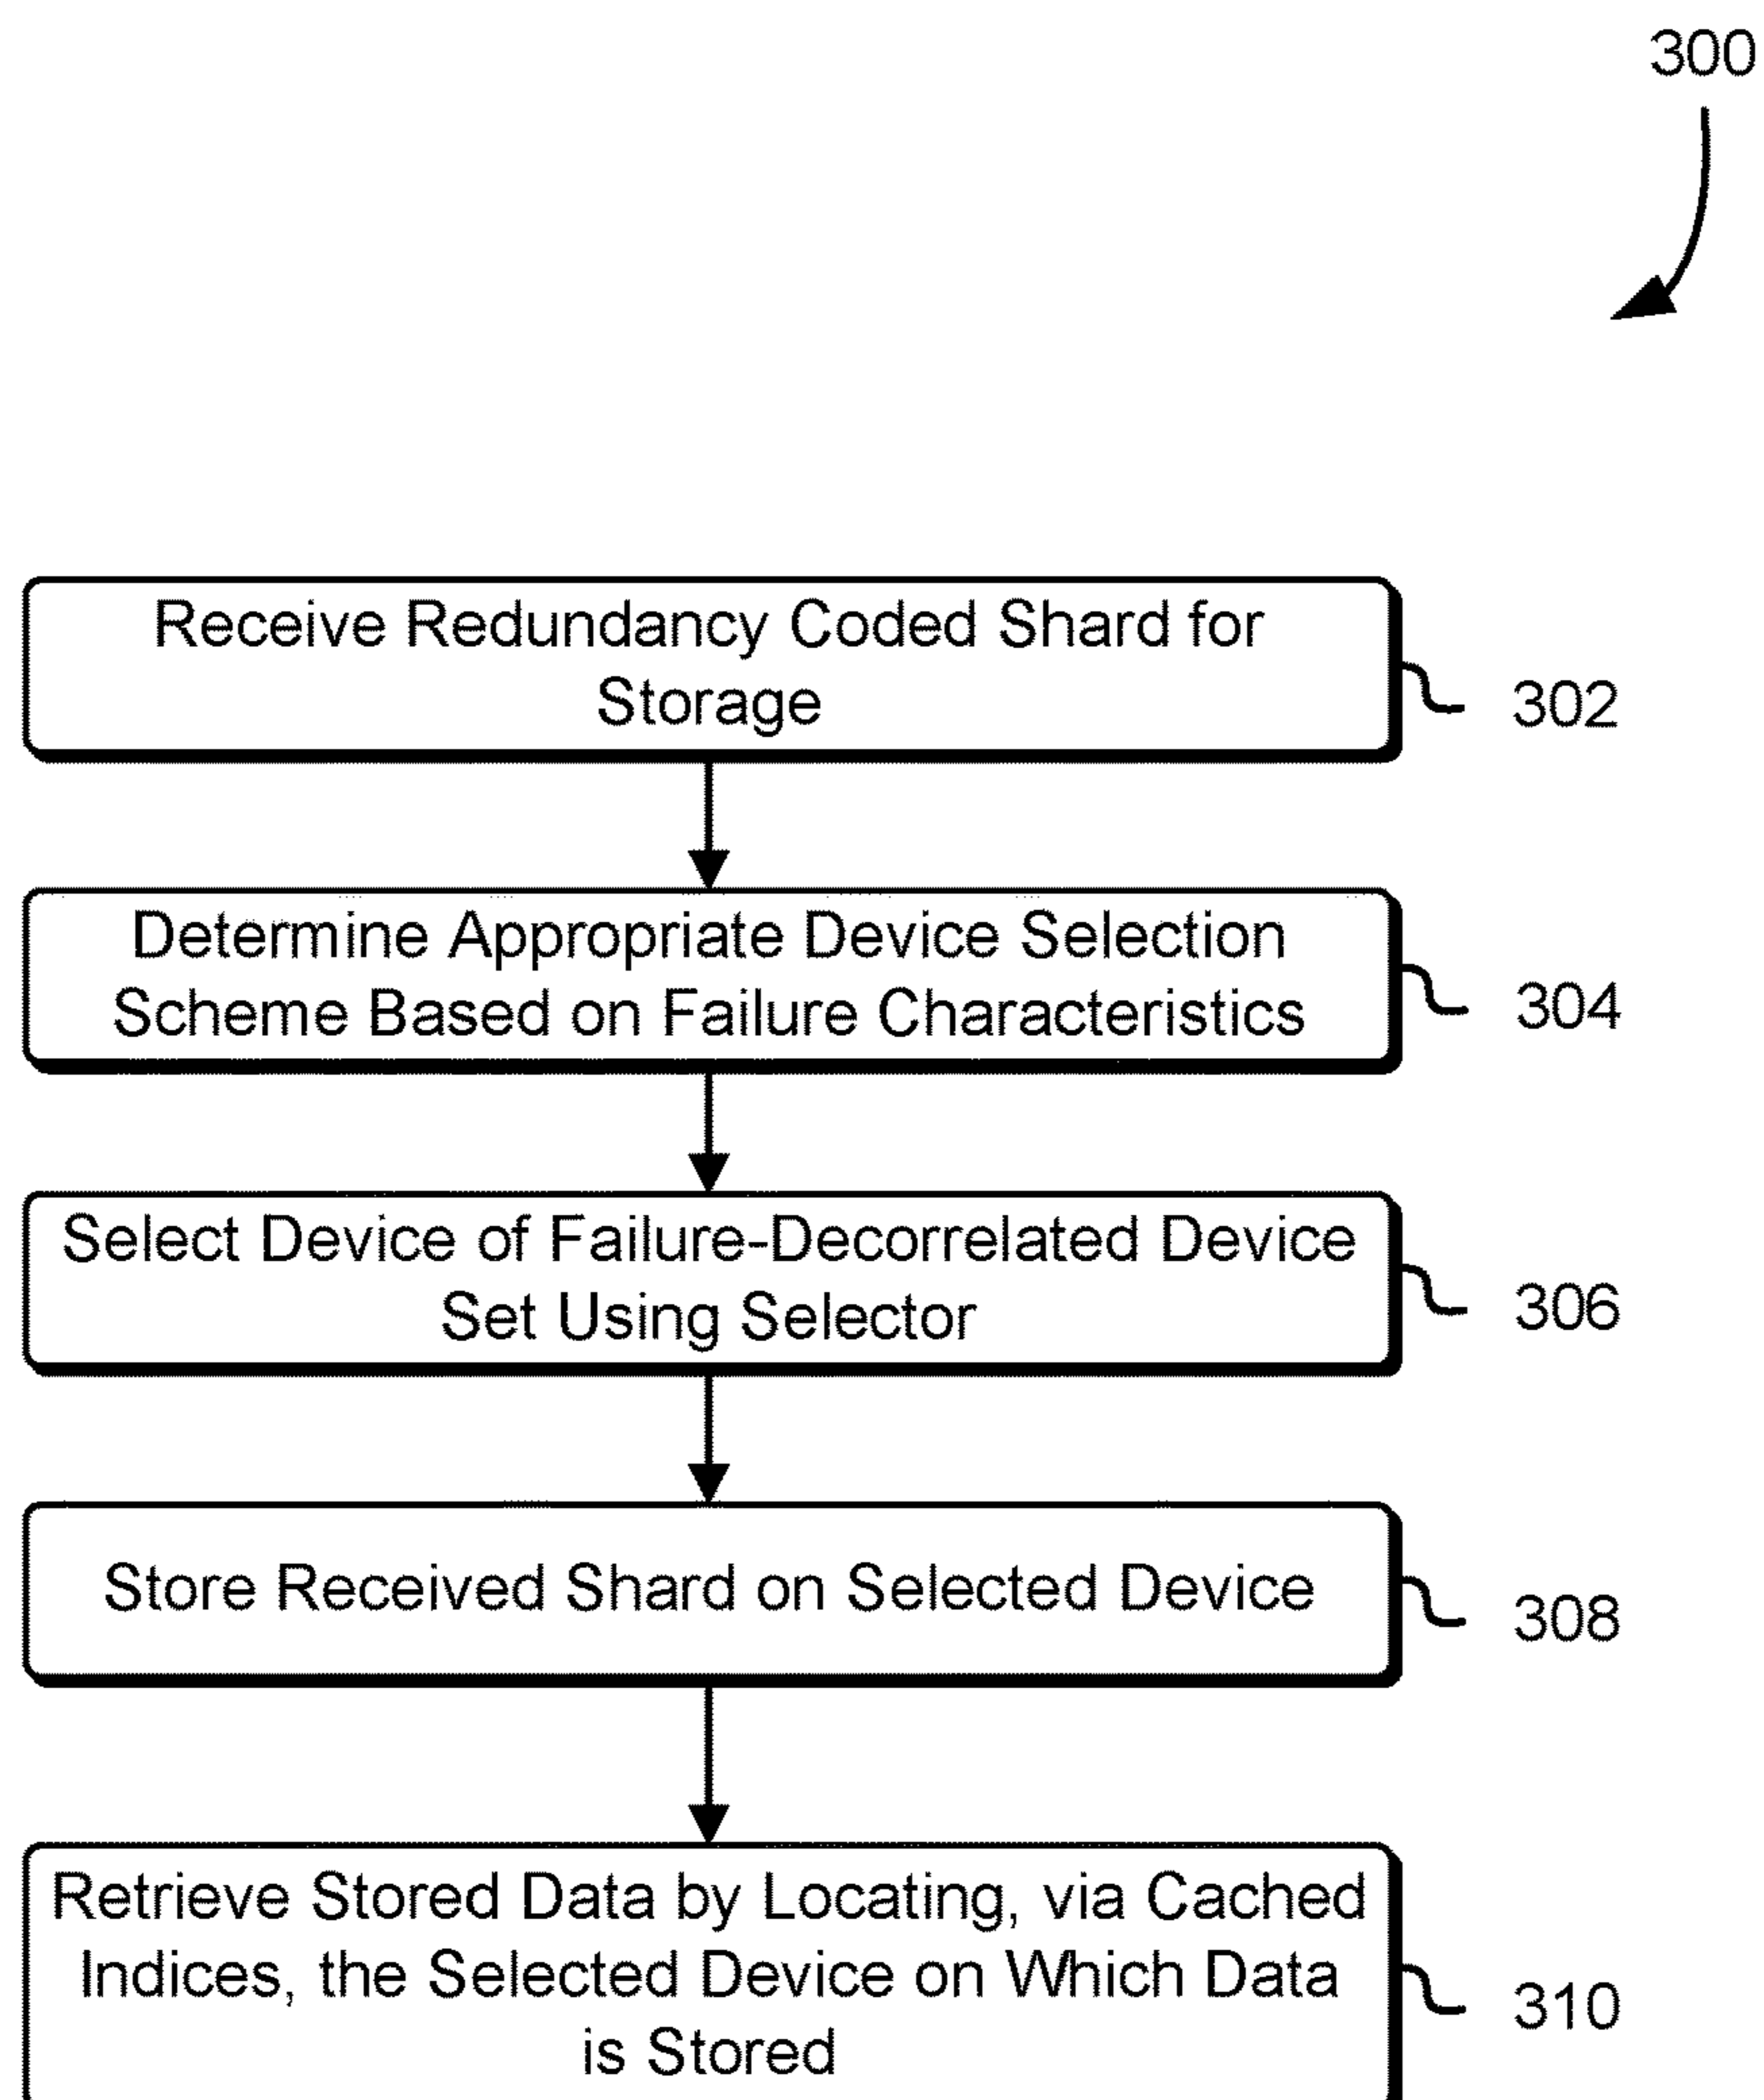 300
Receive Redundancy Coded Shard for
Storage
302
Determine Appropriate Device Selection
Scheme Based on Failure Characteristics
304
Select Device of Failure-Decorrelated Device
Set Using Selector
306
Store Received Shard on Selected Device
308
Retrieve Stored Data by Locating, via Cached
Indices, the Selected Device on Which Data
is Stored
310